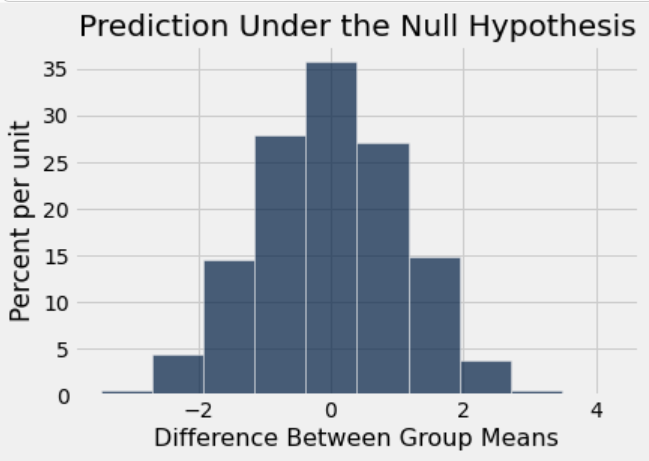 Prediction Under the Null Hypothesis
Percent per unit
35
30
25
20
15
10
5
0
−2 0 2 4
Difference Between Group Means